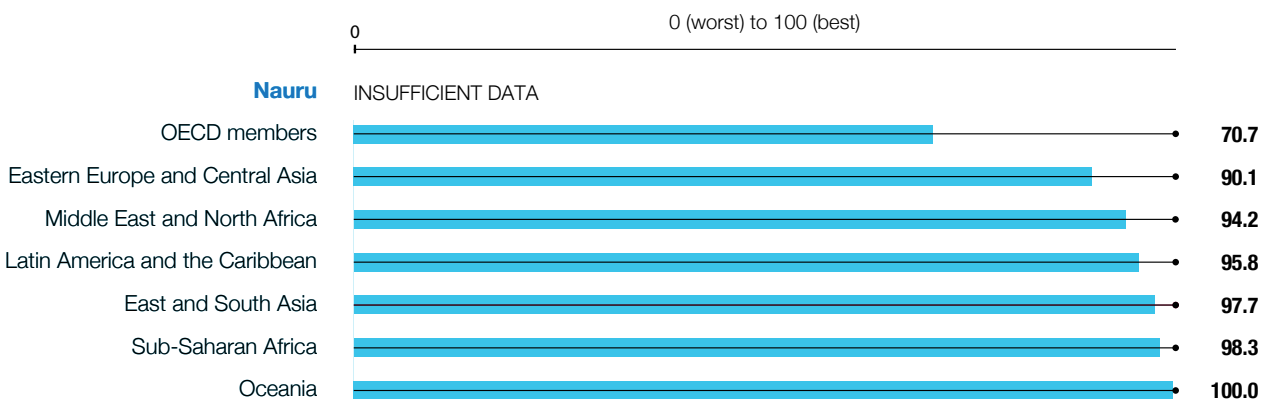 0 (worst) to 100 (best)
0
Nauru INSUFFICIENT DATA
OECD members 70.7
Eastern Europe and Central Asia 90.1
Middle East and North Africa 94.2
Latin America and the Caribbean 95.8
East and South Asia 97.7
Sub-Saharan Africa 98.3
Oceania 100.0